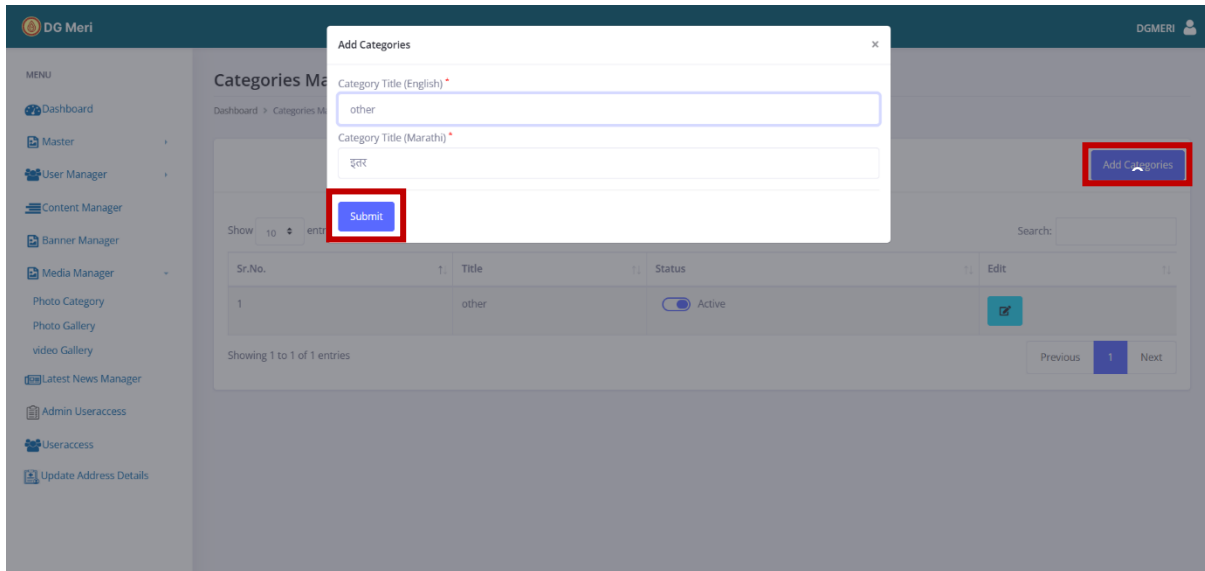 DG Meri
DGMERI
Add Categories ×
MENU
Categories Ma
Category Title (English) *
Dashboard
Dashboard > Categories Ma
other
Category Title (Marathi) *
Master
इतर
Add Categories
User Manager
Content Manager
Submit
Show 10 entr
Search:
Banner Manager
Media Manager
Sr.No. Title Status Edit
Photo Category
1 other Active
Photo Gallery
video Gallery
Showing 1 to 1 of 1 entries
Previous 1 Next
Latest News Manager
Admin Useraccess
Useraccess
Update Address Details